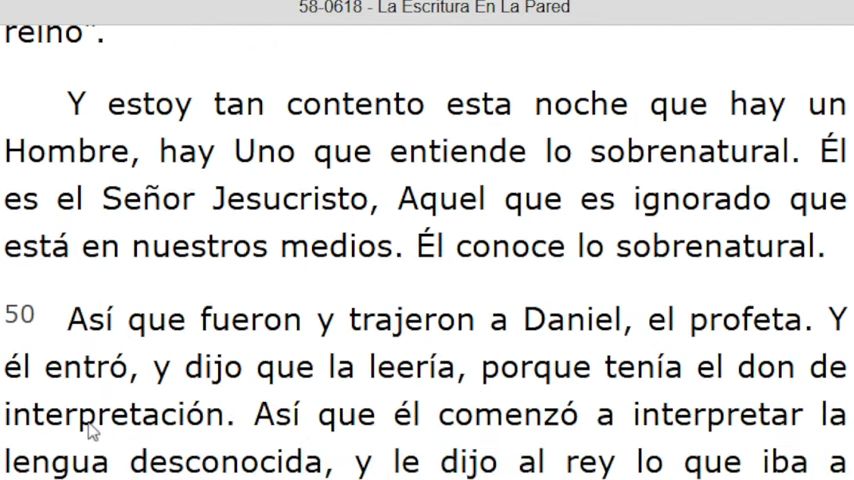 58-0618 - La Escritura En La Pared
reino".
Y estoy tan contento esta noche que hay un
Hombre, hay Uno que entiende lo sobrenatural. Él
es el Señor Jesucristo, Aquel que es ignorado que
está en nuestros medios. Él conoce lo sobrenatural.
50 Así que fueron y trajeron a Daniel, el profeta. Y
él entró, y dijo que la leería, porque tenía el don de
interpretación. Así que él comenzó a interpretar la
lengua desconocida, y le dijo al rey lo que iba a